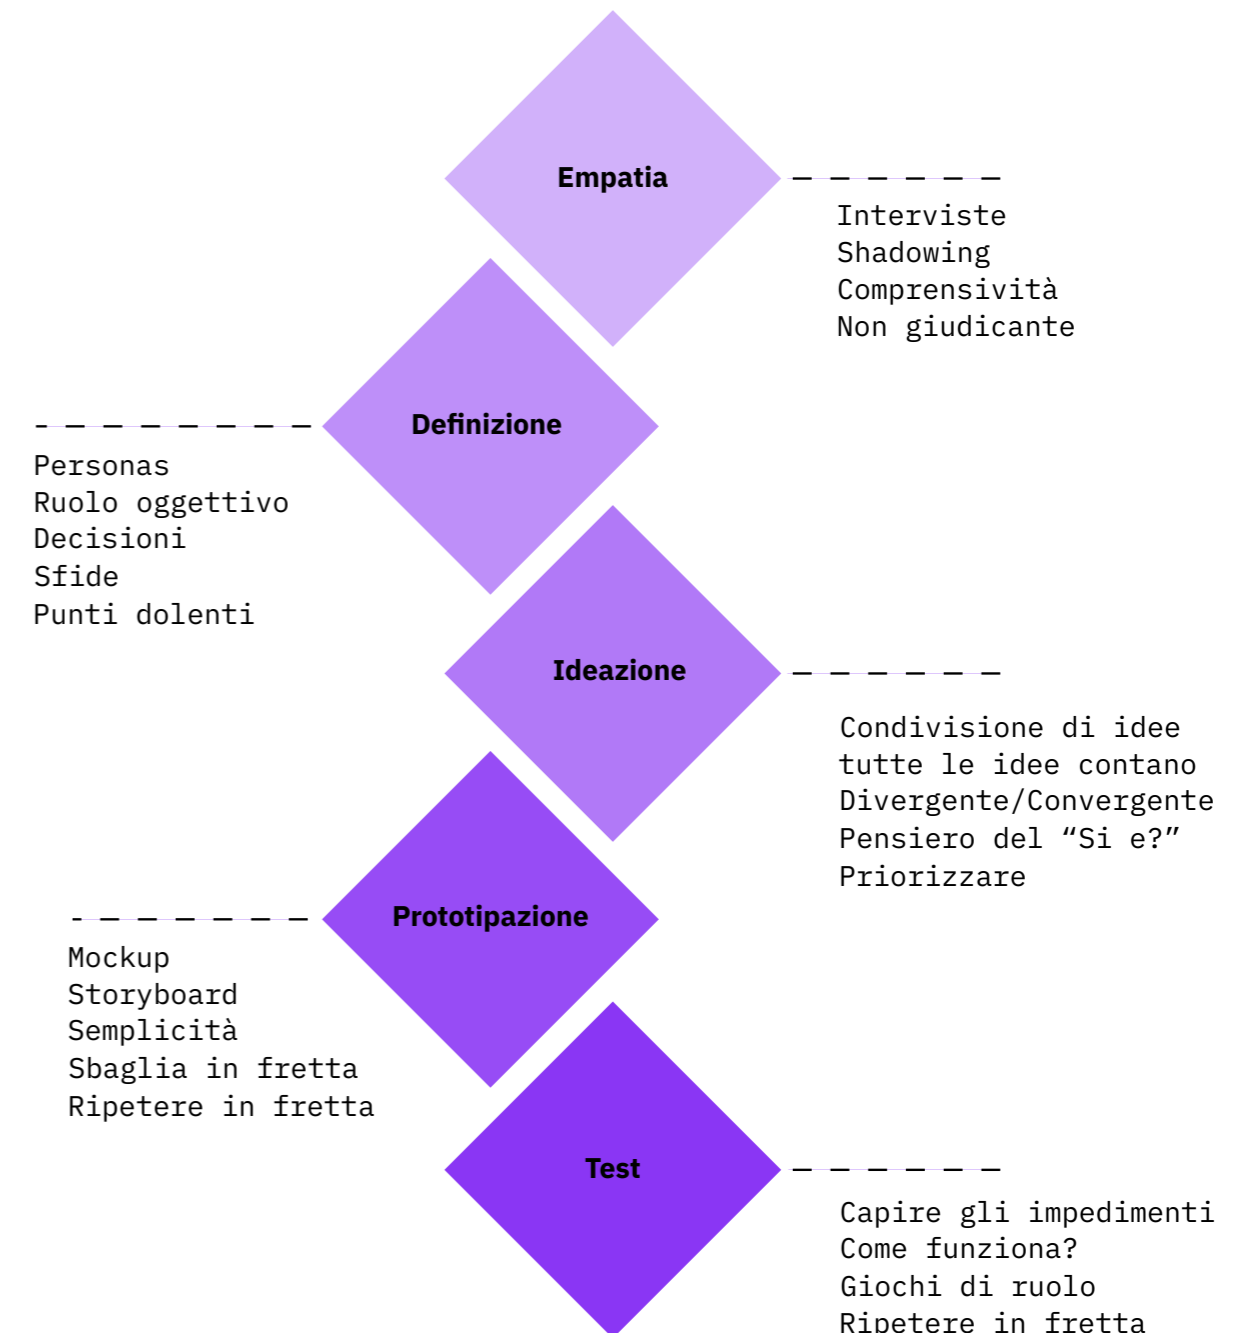 Empatia
Interviste
Shadowing
Comprensività
Non giudicante
Definizione
Personas
Ruolo oggettivo
Decisioni
Sfide
Punti dolenti
Ideazione
Condivisione di idee
tutte le idee contano
Divergente/Convergente
Pensiero del “Si e?”
Priorizzare
Prototipazione
Mockup
Storyboard
Semplicità
Sbaglia in fretta
Ripetere in fretta
Test
Capire gli impedimenti
Come funziona?
Giochi di ruolo
Ripetere in fretta